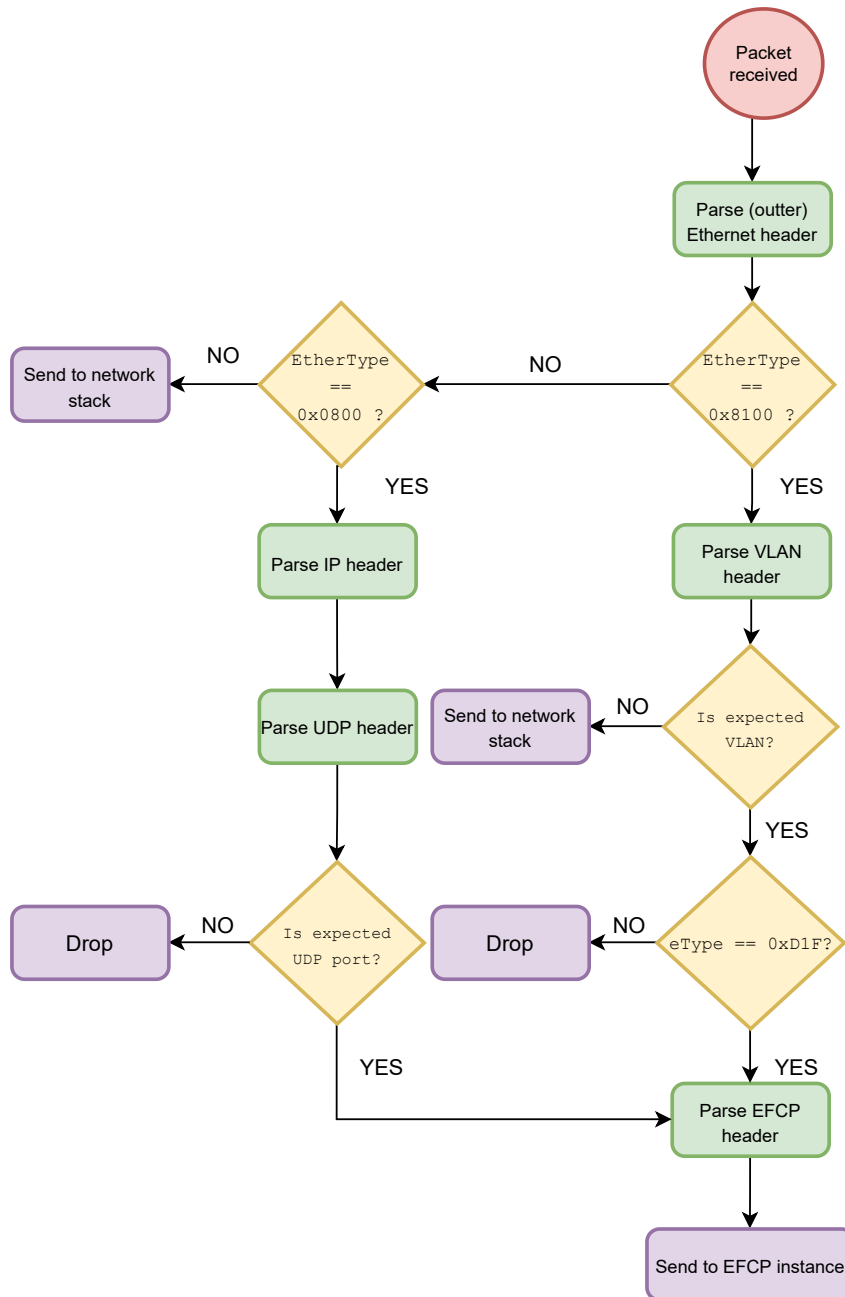 Packet
received
Parse (outter)
Ethernet header
EtherType
==
0x8100 ?
NO
EtherType
==
0x0800 ?
NO
Send to network
stack
YES
YES
Parse IP header
Parse VLAN
header
Parse UDP header
Is expected
VLAN?
NO
Send to network
stack
YES
Is expected
UDP port?
NO
Drop
eType == 0xD1F?
NO
Drop
YES
YES
Parse EFCP
header
Send to EFCP instance